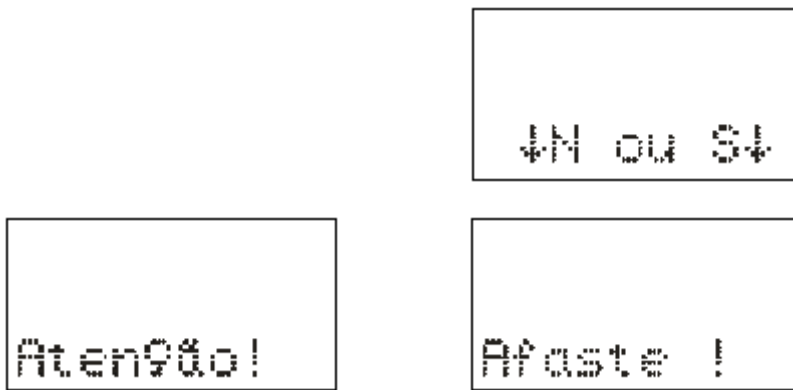 ↓N ou S↓
Atenção!
Afaste !